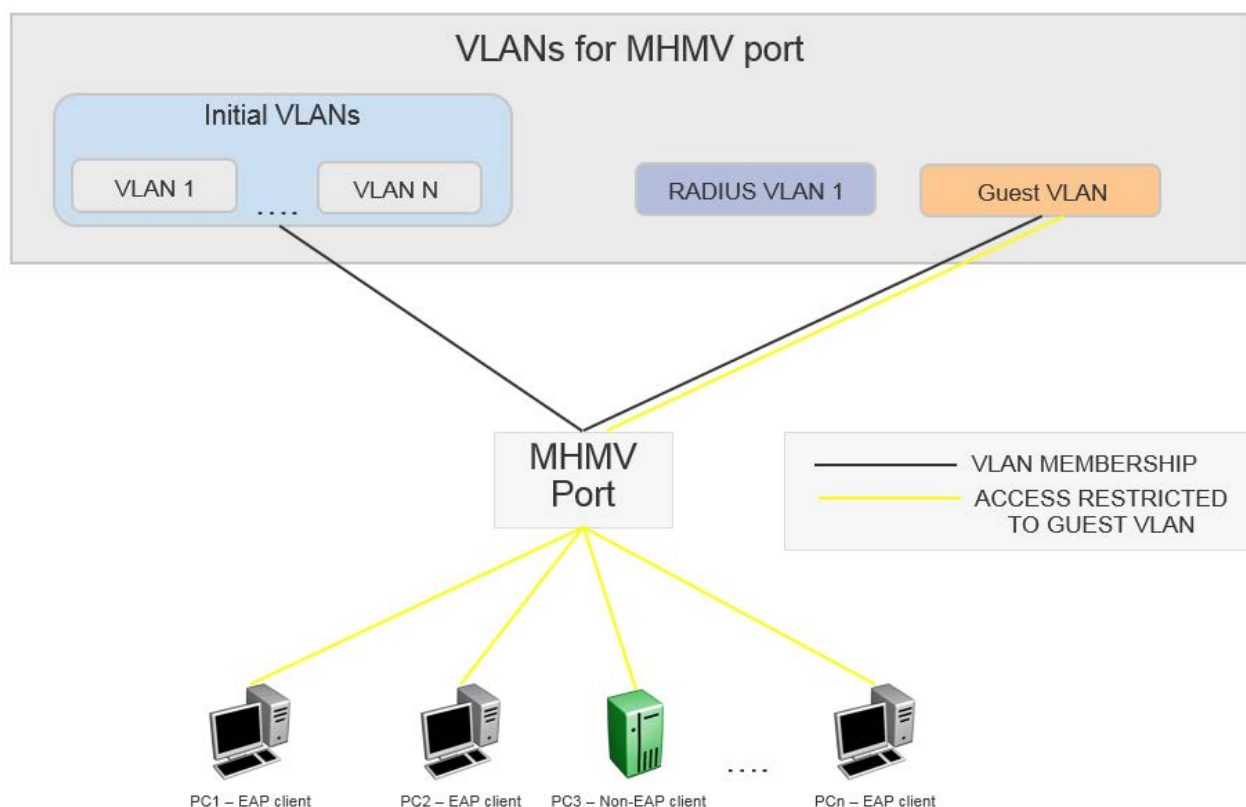 VLANs for MHMV port
Initial VLANs
VLAN 1
....
VLAN N
RADIUS VLAN 1
Guest VLAN
MHMV
Port
VLAN MEMBERSHIP
ACCESS RESTRICTED
TO GUEST VLAN
....
PC1 – EAP client
PC2 – EAP client
PC3 – Non-EAP client
PCn – EAP client